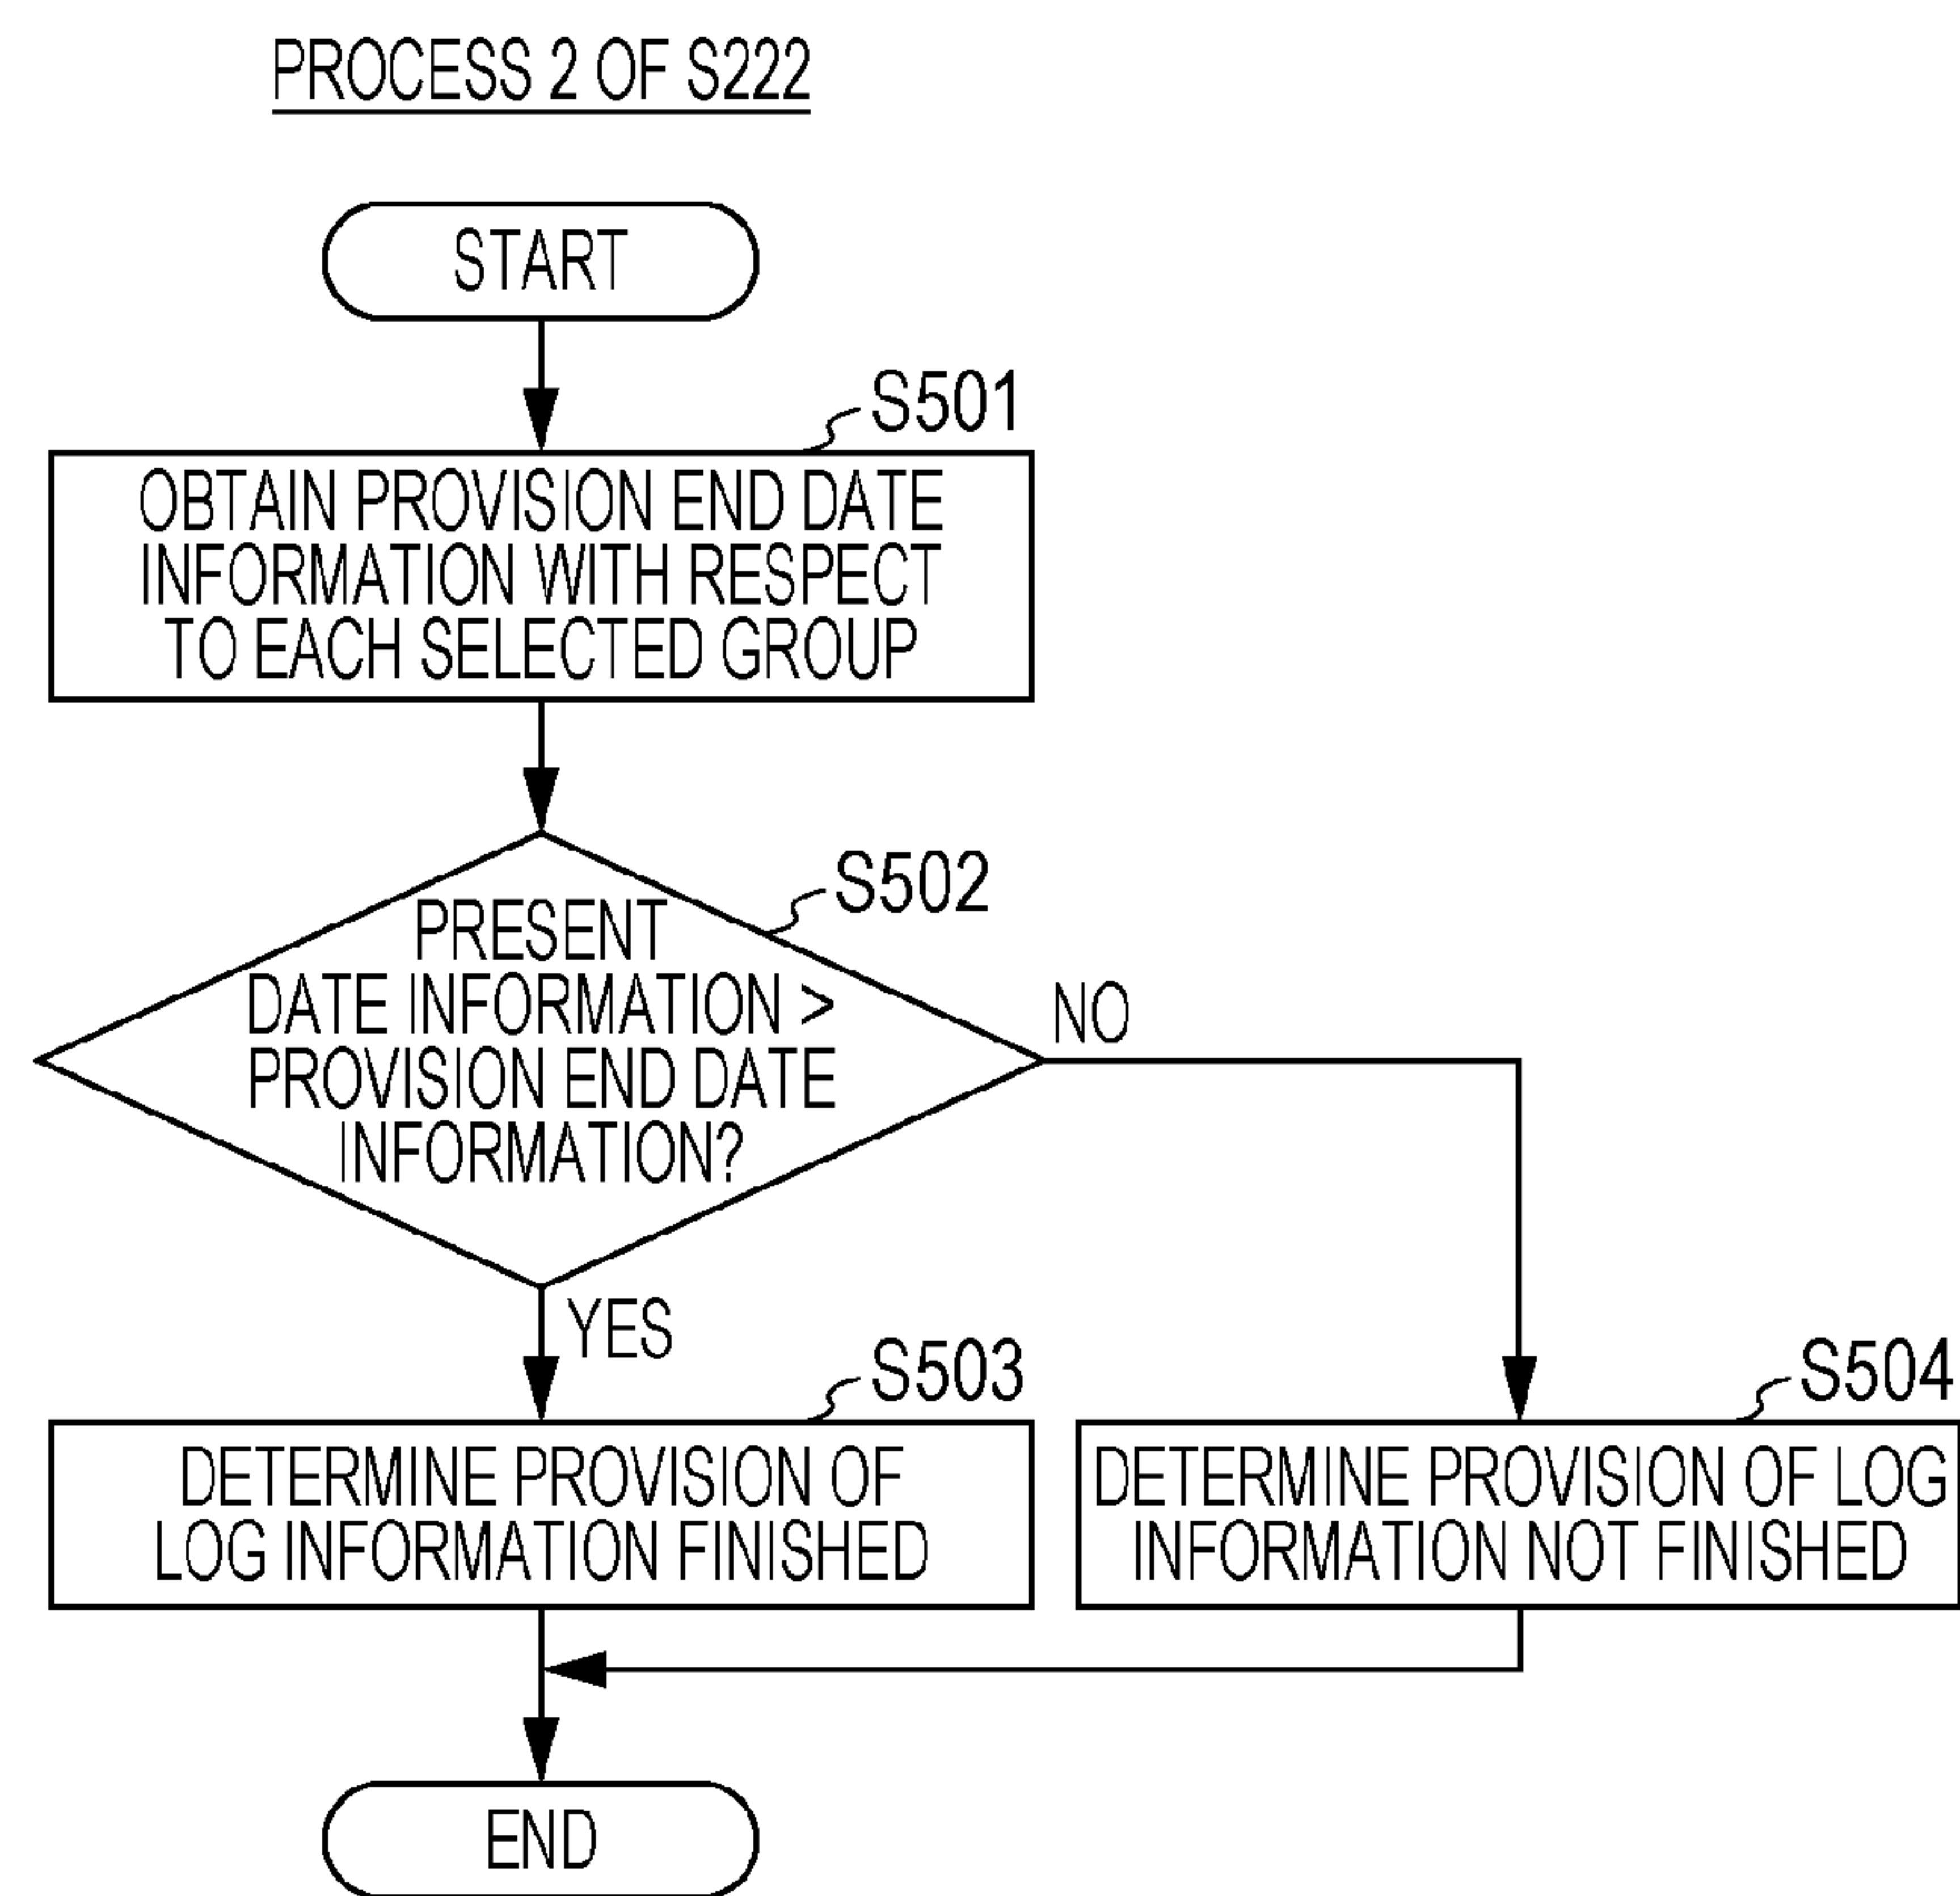 PROCESS 2 OF S222
START
S501
OBTAIN PROVISION END DATE
INFORMATION WITH RESPECT
TO EACH SELECTED GROUP
S502
PRESENT
DATE INFORMATION >
PROVISION END DATE
INFORMATION?
NO
YES
S503
DETERMINE PROVISION OF
LOG INFORMATION FINISHED
S504
DETERMINE PROVISION OF LOG
INFORMATION NOT FINISHED
END